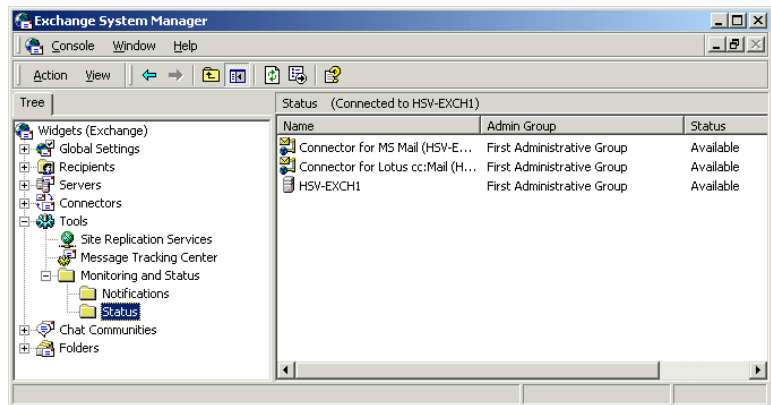 Exchange System Manager
Console Window Help
Action View
Tree
Status (Connected to HSV-EXCH1)
Widgets (Exchange)
Global Settings
Recipients
Servers
Connectors
Tools
Site Replication Services
Message Tracking Center
Monitoring and Status
Notifications
Status
Chat Communities
Folders
Name Admin Group Status
Connector for MS Mail (HSV-E... First Administrative Group Available
Connector for Lotus cc:Mail (H... First Administrative Group Available
HSV-EXCH1 First Administrative Group Available